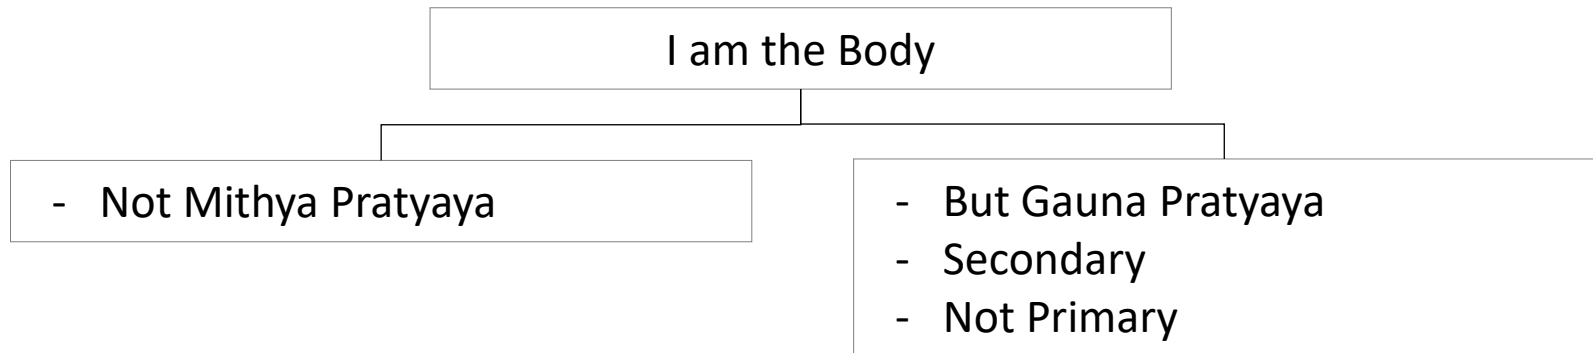 I am the Body
- Not Mithya Pratyaya
- But Gauna Pratyaya
- Secondary
- Not Primary